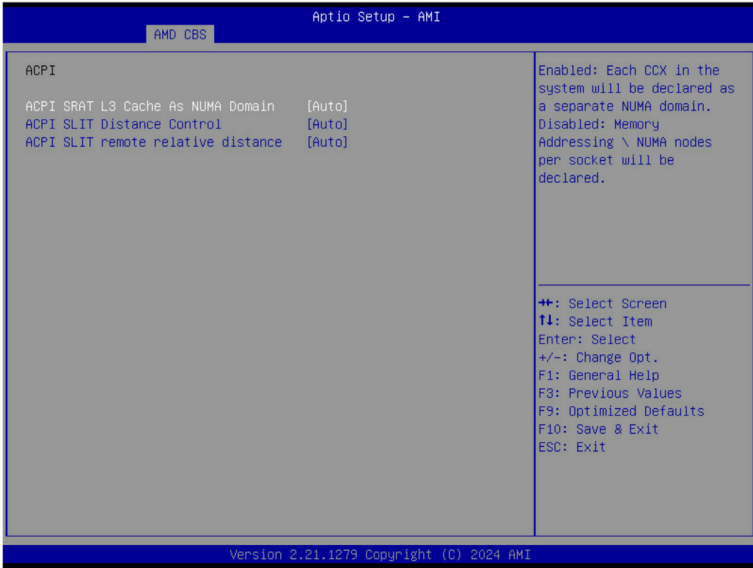 Aptio Setup – AMI
AMD CBS
ACPI
ACPI SRAT L3 Cache As NUMA Domain [Auto]
ACPI SLIT Distance Control [Auto]
ACPI SLIT remote relative distance [Auto]
Enabled: Each CCX in the
system will be declared as
a separate NUMA domain.
Disabled: Memory
Addressing \ NUMA nodes
per socket will be
declared.
→←: Select Screen
↑↓: Select Item
Enter: Select
+/-: Change Opt.
F1: General Help
F3: Previous Values
F9: Optimized Defaults
F10: Save & Exit
ESC: Exit
Version 2.21.1279 Copyright (C) 2024 AMI